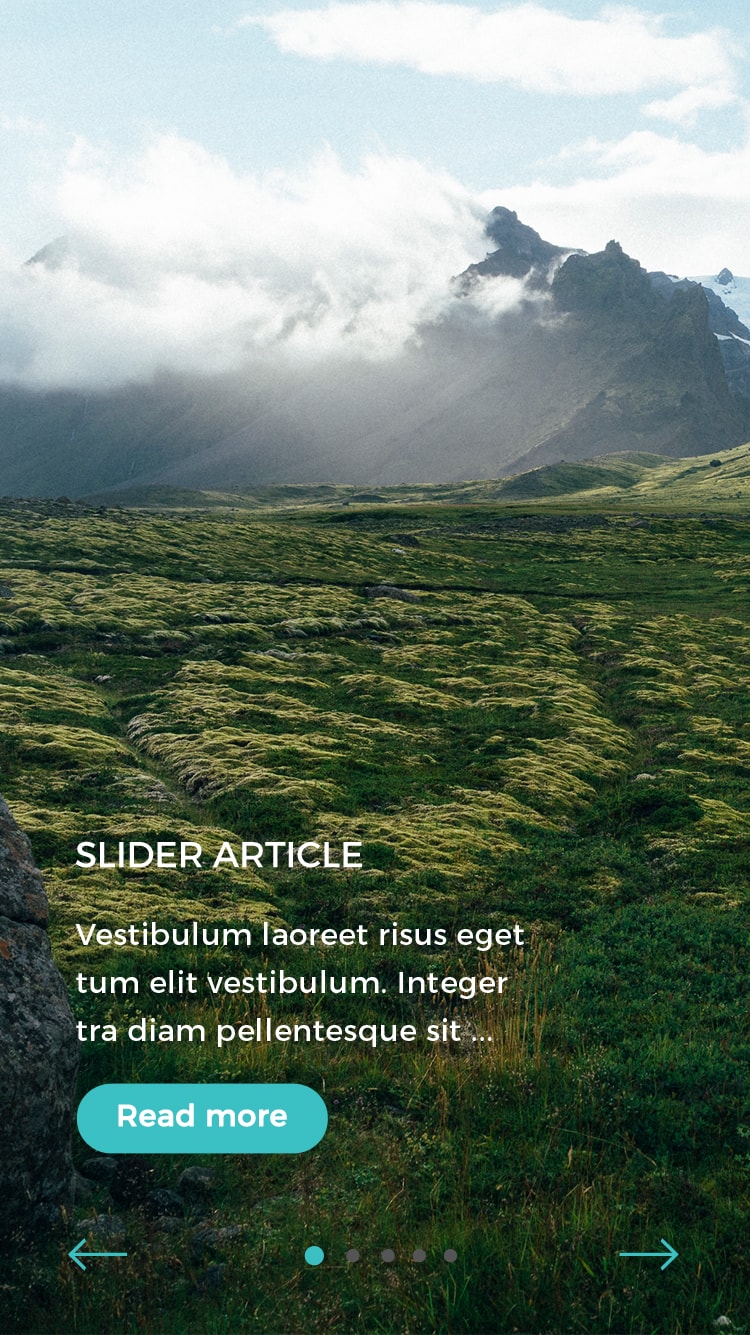 SLIDER ARTICLE
Vestibulum laoreet risus eget
tum elit vestibulum. Integer
tra diam pellentesque sit ...
Read more